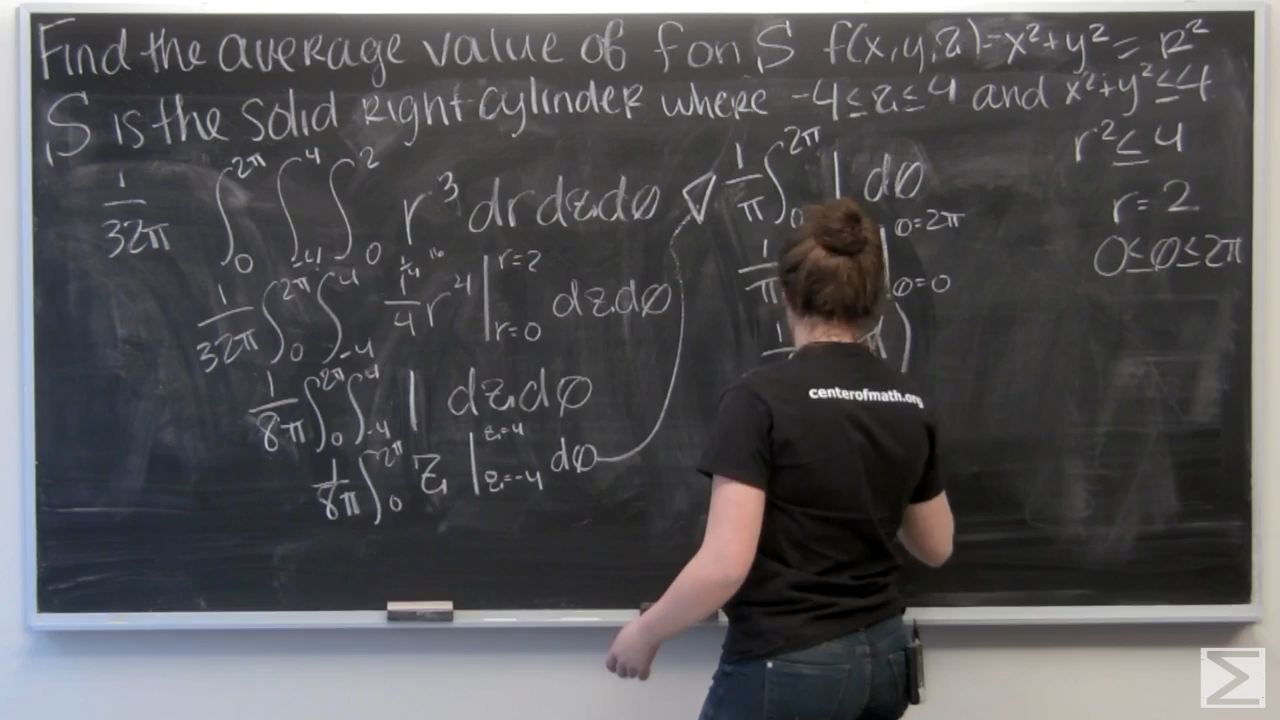 Find the average value of f on S f(x,y,z)=x²+y²=R²
S is the solid Right cylinder where -4≤z≤4 and x²+y²≤4
r²≤4
r=2
0≤ø≤2π
1/32π ∫₀^2π ∫₋₄^4 ∫₀^2 r³ dr dz dø
1/32π ∫₀^2π ∫₋₄^4 1/4 r⁴ |r=0^r=2 dz dø
1/8π ∫₀^2π ∫₋₄^4 1 dz dø
1/8π ∫₀^2π z |z=-4^z=4 dø
1/π ∫₀^2π 1 dø
1/π ø=2π ø=0
centerofmath.org
Σ